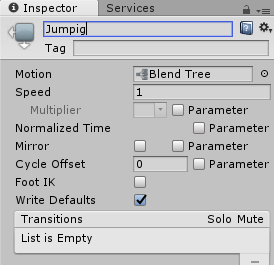 Inspector Services
Jumpig
Tag
Motion Blend Tree
Speed 1
Multiplier Parameter
Normalized Time Parameter
Mirror Parameter
Cycle Offset 0 Parameter
Foot IK
Write Defaults
Transitions Solo Mute
List is Empty